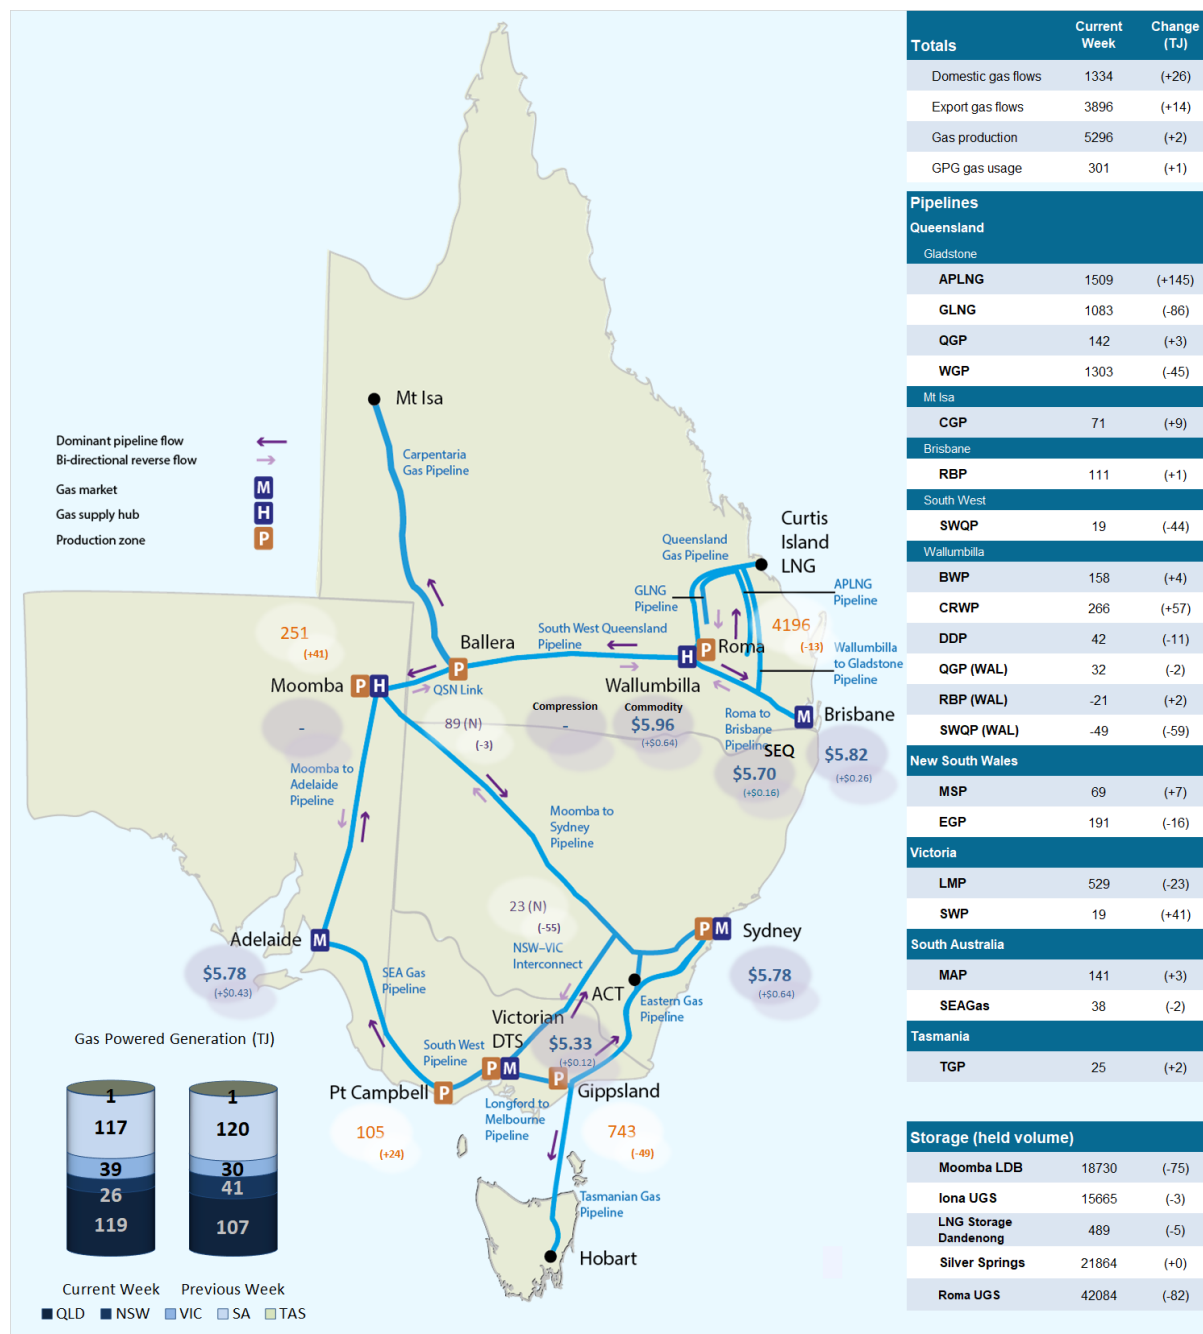 Totals Current Week Change (TJ)
Domestic gas flows 1334 (+26)
Export gas flows 3896 (+14)
Gas production 5296 (+2)
GPG gas usage 301 (+1)
Pipelines
Queensland
Gladstone
APLNG 1509 (+145)
GLNG 1083 (-86)
QGP 142 (+3)
WGP 1303 (-45)
Mt Isa
CGP 71 (+9)
Brisbane
RBP 111 (+1)
South West
SWQP 19 (-44)
Wallumbilla
BWP 158 (+4)
CRWP 266 (+57)
DDP 42 (-11)
QGP (WAL) 32 (-2)
RBP (WAL) -21 (+2)
SWQP (WAL) -49 (-59)
New South Wales
MSP 69 (+7)
EGP 191 (-16)
Victoria
LMP 529 (-23)
SWP 19 (+41)
South Australia
MAP 141 (+3)
SEAGas 38 (-2)
Tasmania
TGP 25 (+2)
Storage (held volume)
Moomba LDB 18730 (-75)
Iona UGS 15665 (-3)
LNG Storage
Dandenong 489 (-5)
Silver Springs 21864 (+0)
Roma UGS 42084 (-82)
Mt Isa
Dominant pipeline flow
Bi-directional reverse flow
Gas market M
Gas supply hub H
Production zone P
Carpentaria
Gas Pipeline
Curtis
Island
LNG
Queensland
Gas Pipeline
GLNG
Pipeline
APLNG
Pipeline
4196
(-13)
251
(+41)
Ballera
P
South West Queensland
Pipeline
H P Roma
Wallumbilla
to Gladstone
Pipeline
Moomba P H
QSN Link
Wallumbilla
M Brisbane
-
89 (N)
(-3)
Compression
-
Commodity
$5.96
(+$0.64)
Roma to
Brisbane
Pipeline
SEQ
$5.70
(+$0.16)
$5.82
(+$0.26)
Moomba to
Adelaide
Pipeline
Moomba to
Sydney
Pipeline
23 (N)
(-55)
NSW-VIC
Interconnect
Adelaide M
$5.78
(+$0.43)
P M Sydney
$5.78
(+$0.64)
SEA Gas
Pipeline
ACT
Eastern Gas
Pipeline
Victorian
DTS
P M
$5.33
(+$0.12)
South West
Pipeline
Pt Campbell P
105
(+24)
P Gippsland
743
(-49)
Longford to
Melbourne
Pipeline
Tasmanian Gas
Pipeline
Hobart
Gas Powered Generation (TJ)
1 1
117 120
39 30
26 41
119 107
Current Week Previous Week
QLD NSW VIC SA TAS